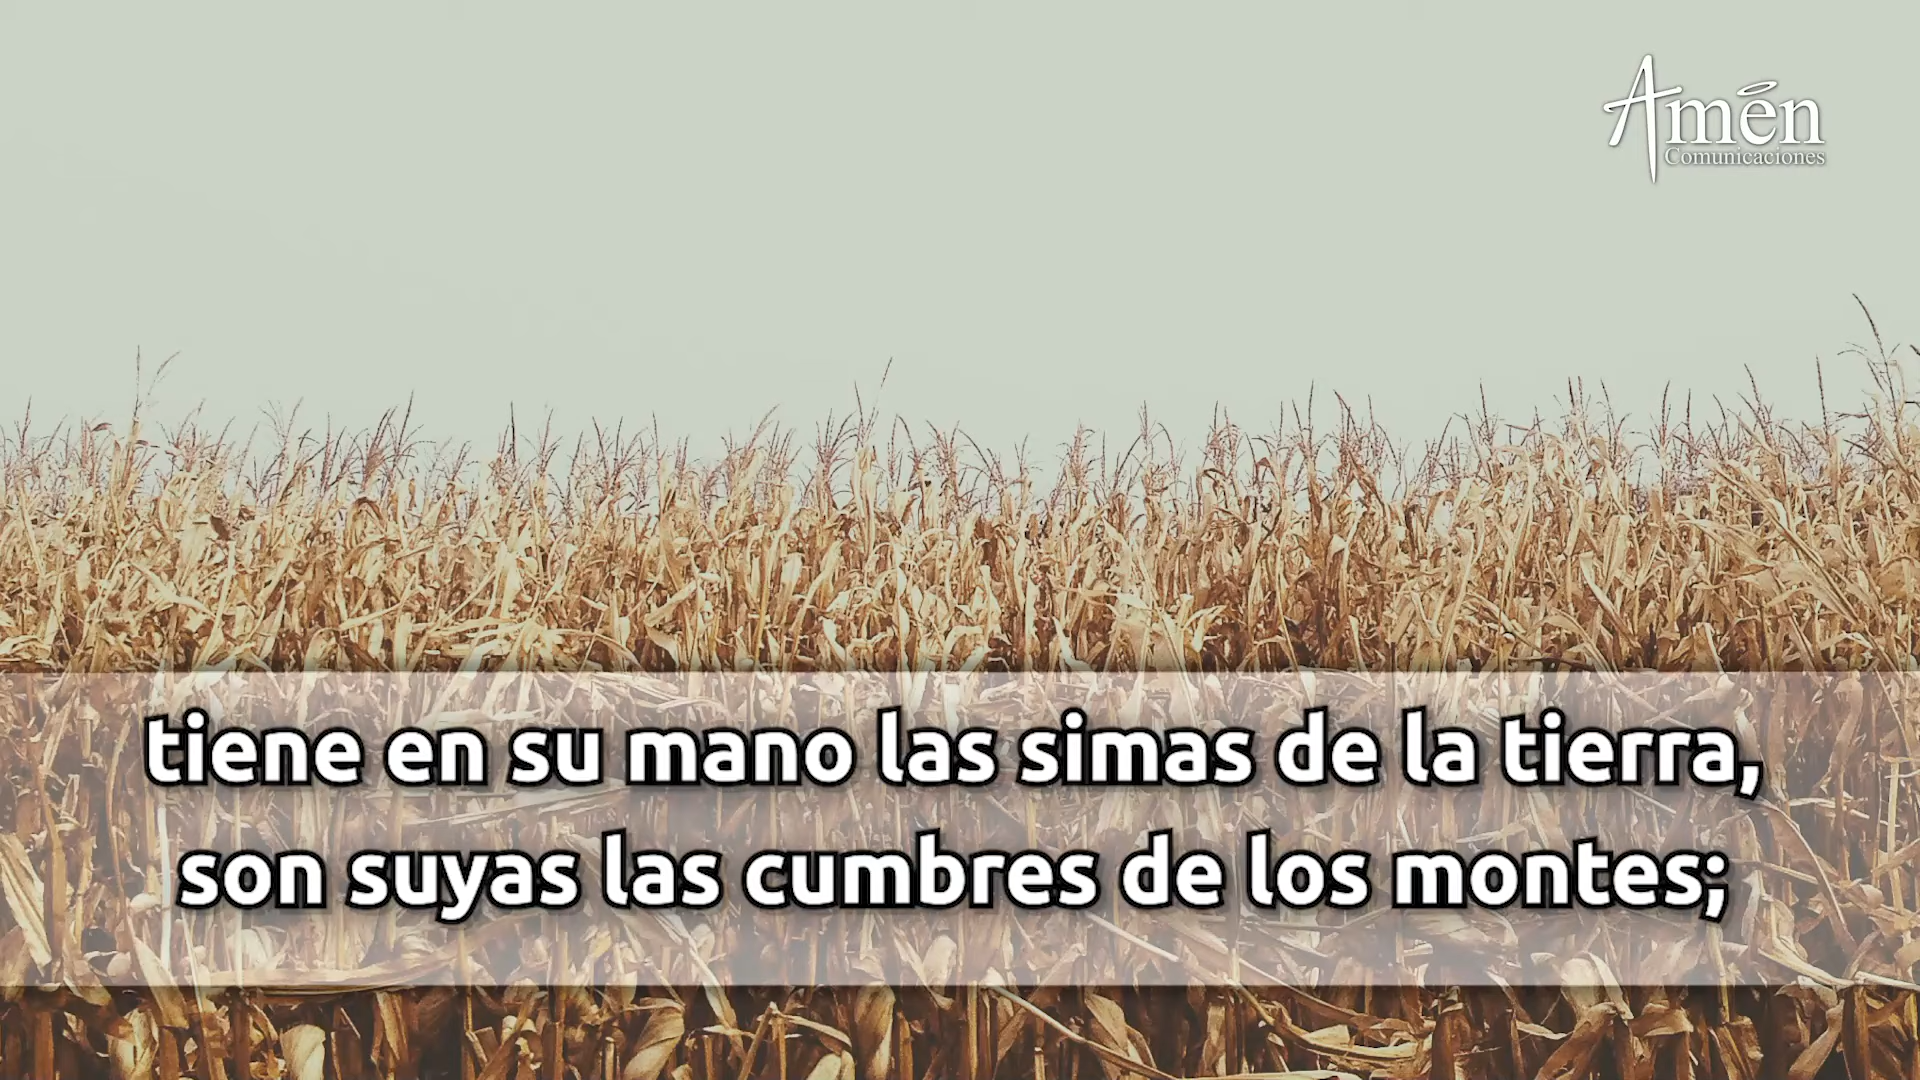 Amén
Comunicaciones
tiene en su mano las simas de la tierra,
son suyas las cumbres de los montes;